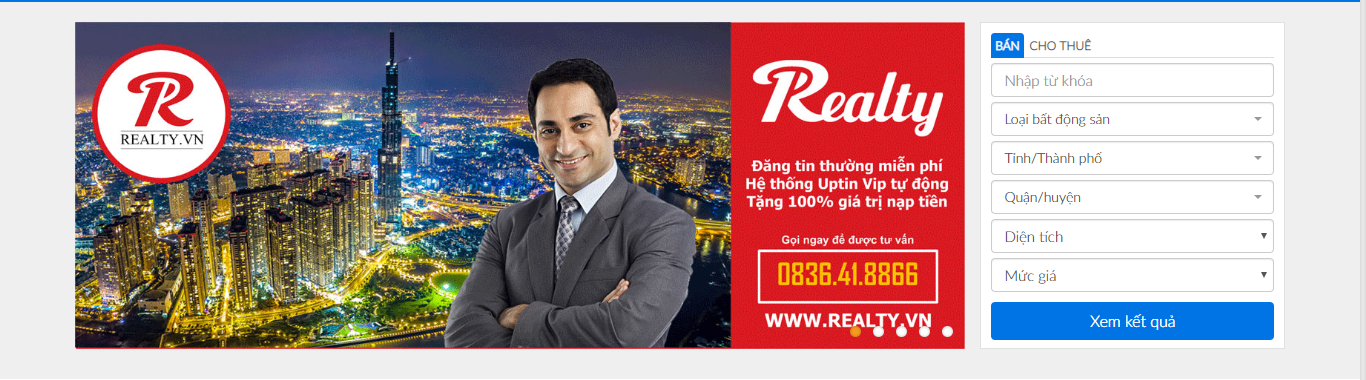 REALTY.VN
Realty
Đăng tin thường miễn phí
Hệ thống Uptin Vip tự động
Tặng 100% giá trị nạp tiền
Gọi ngay để được tư vấn
0836.41.8866
WWW.REALTY.VN
BÁN CHO THUÊ
Nhập từ khóa
Loại bất động sản
Tỉnh/Thành phố
Quận/huyện
Diện tích
Mức giá
Xem kết quả